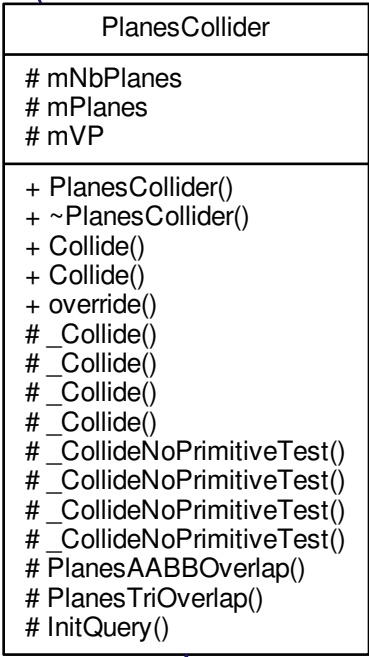 PlanesCollider
# mNbPlanes
# mPlanes
# mVP
+ PlanesCollider()
+ ~PlanesCollider()
+ Collide()
+ Collide()
+ override()
# _Collide()
# _Collide()
# _Collide()
# _Collide()
# _CollideNoPrimitiveTest()
# _CollideNoPrimitiveTest()
# _CollideNoPrimitiveTest()
# _CollideNoPrimitiveTest()
# PlanesAABBOverlap()
# PlanesTriOverlap()
# InitQuery()